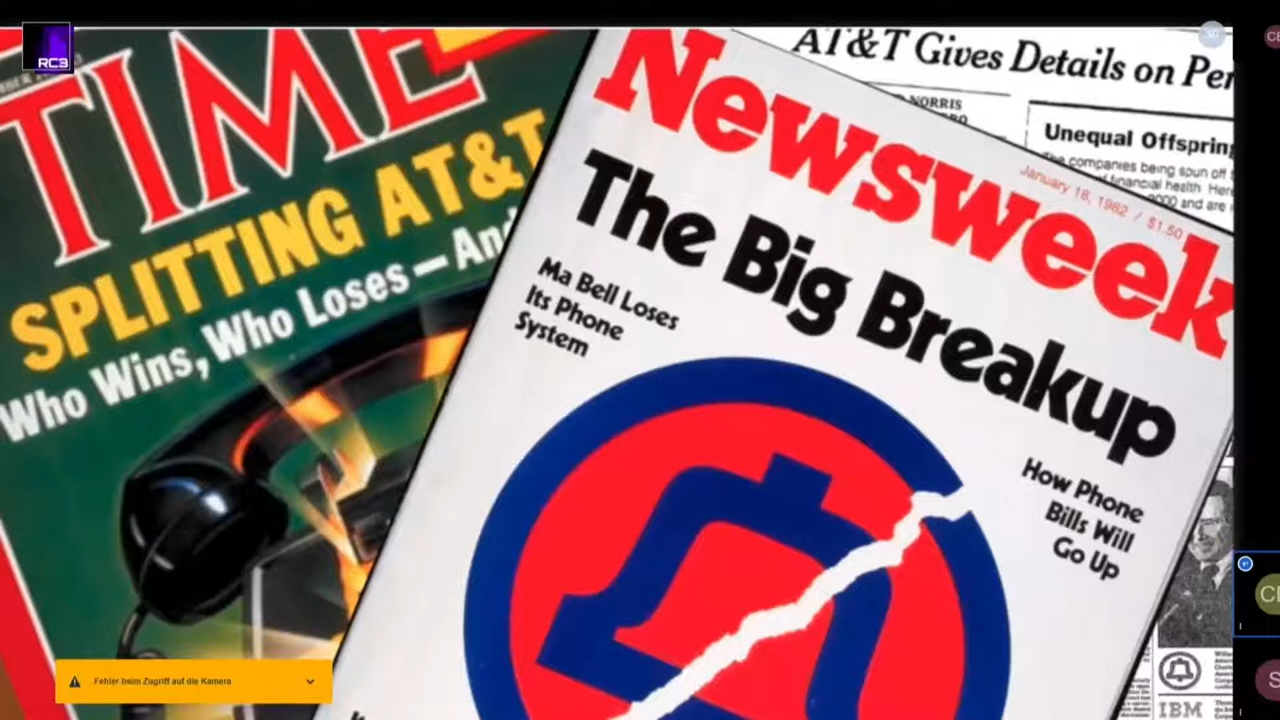 RC3
TIME
SPLITTING AT&T
Who Wins, Who Loses – And
Newsweek
January 18, 1982 / $1.50
The Big Breakup
Ma Bell Loses
Its Phone
System
How Phone
Bills Will
Go Up
AT&T Gives Details on Per
NORRIS
Unequal Offspring
companies being spun off
financial health. Here
and are
IBM
Fehler beim Zugriff auf die Kamera